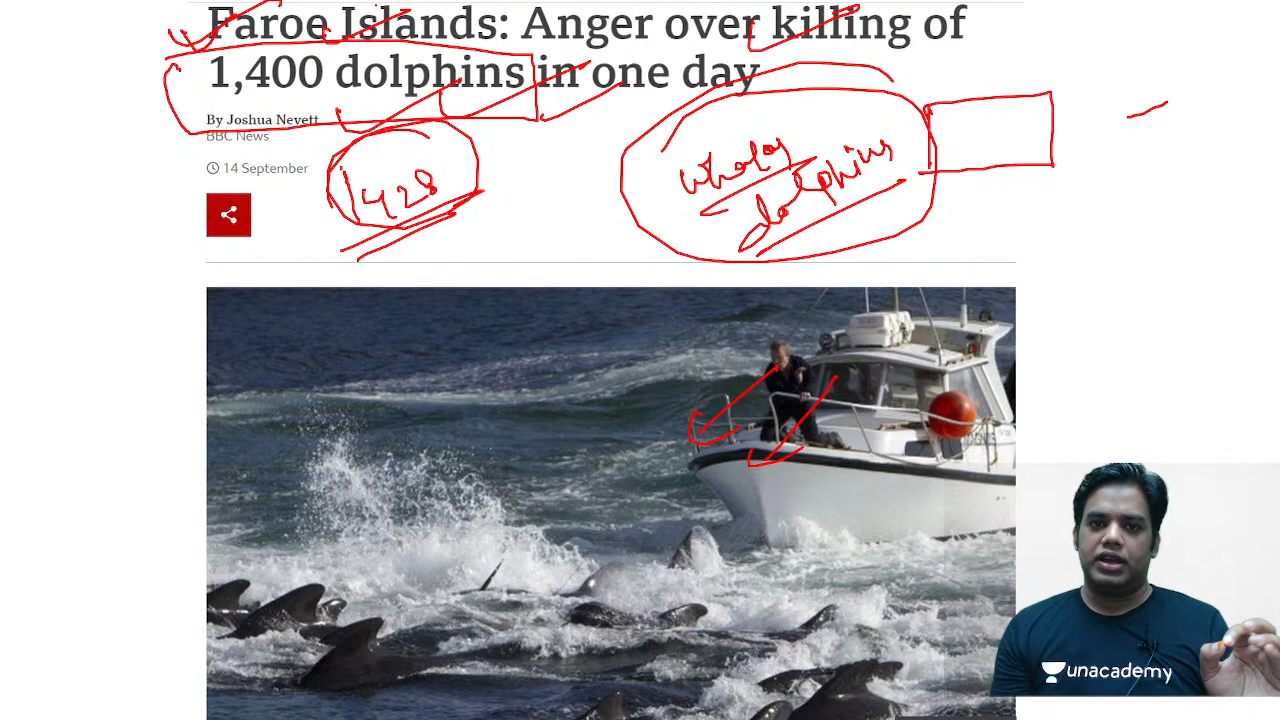 Faroe Islands: Anger over killing of
1,400 dolphins in one day
By Joshua Nevett
BBC News
14 September
1428
whales
dolphins
unacademy